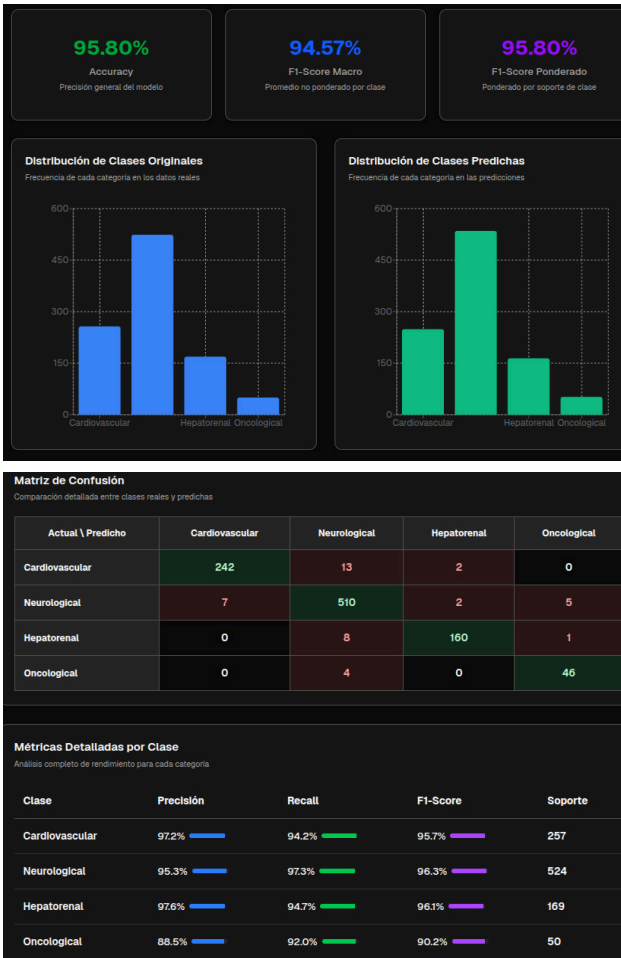 95.80% 94.57% 95.80%
Accuracy F1-Score Macro F1-Score Ponderado
Precisión general del modelo Promedio no ponderado por clase Ponderado por soporte de clase
Distribución de Clases Originales
Frecuencia de cada categoría en los datos reales
600
450
300
150
0
Cardiovascular Hepatorenal Oncological
Distribución de Clases Predichas
Frecuencia de cada categoría en las predicciones
600
450
300
150
0
Cardiovascular Hepatorenal Oncological
Matriz de Confusión
Comparación detallada entre clases reales y predichas
Actual \ Predicho Cardiovascular Neurological Hepatorenal Oncological
Cardiovascular 242 13 2 0
Neurological 7 510 2 5
Hepatorenal 0 8 160 1
Oncological 0 4 0 46
Métricas Detalladas por Clase
Análisis completo de rendimiento para cada categoría
Clase Precisión Recall F1-Score Soporte
Cardiovascular 97.2% 94.2% 95.7% 257
Neurological 95.3% 97.3% 96.3% 524
Hepatorenal 97.6% 94.7% 96.1% 169
Oncological 88.5% 92.0% 90.2% 50